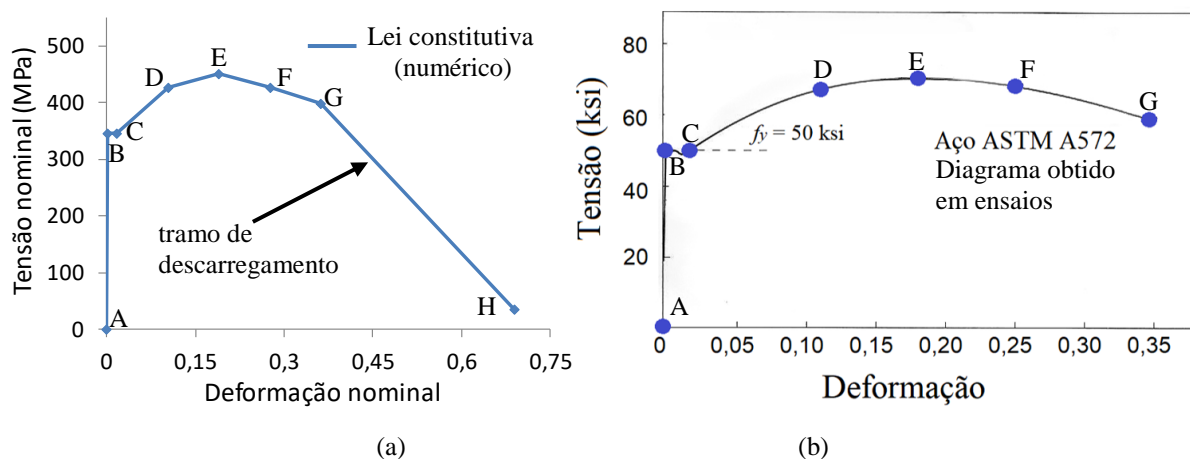 500
400
300
200
100
0
Tensão nominal (MPa)
0
0,15
0,3
0,45
0,6
0,75
Deformação nominal
Lei constitutiva
(numérico)
A
B
C
D
E
F
G
H
tramo de
descarregamento
(a)
80
60
40
20
Tensão (ksi)
0
0,05
0,10
0,15
0,20
0,25
0,30
0,35
Deformação
A
B
C
D
E
F
G
fy = 50 ksi
Aço ASTM A572
Diagrama obtido
em ensaios
(b)